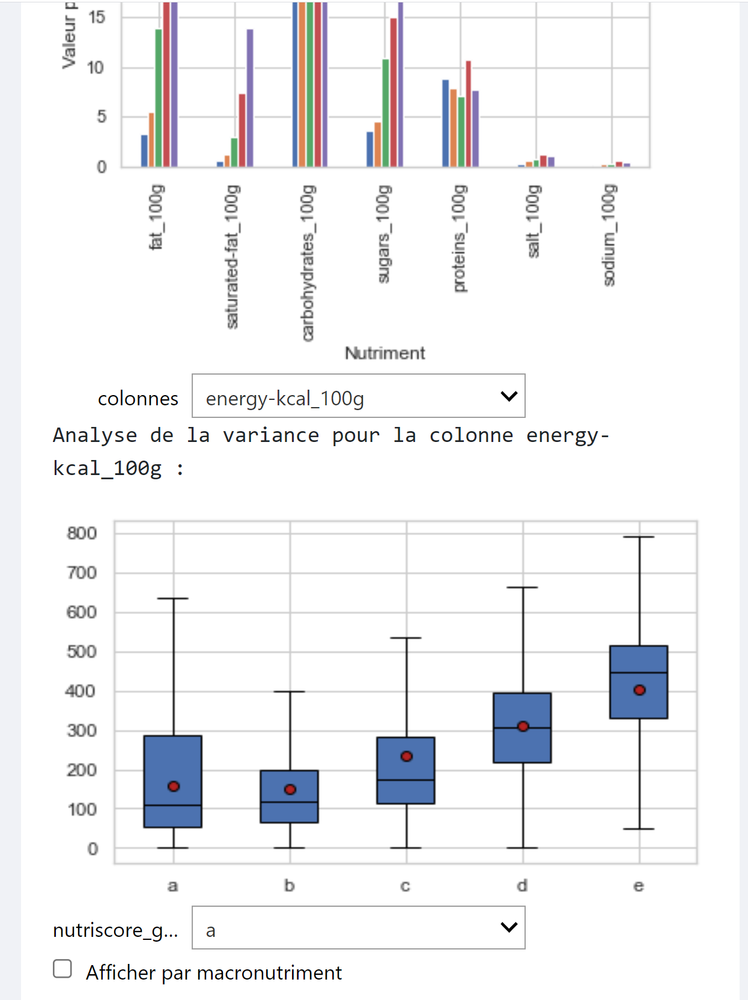 Valeur p
15
10
5
0
fat_100g
saturated-fat_100g
carbohydrates_100g
sugars_100g
proteins_100g
salt_100g
sodium_100g
Nutriment
colonnes energy-kcal_100g
Analyse de la variance pour la colonne energy-
kcal_100g :
800
700
600
500
400
300
200
100
0
a b c d e
nutriscore_g... a
Afficher par macronutriment